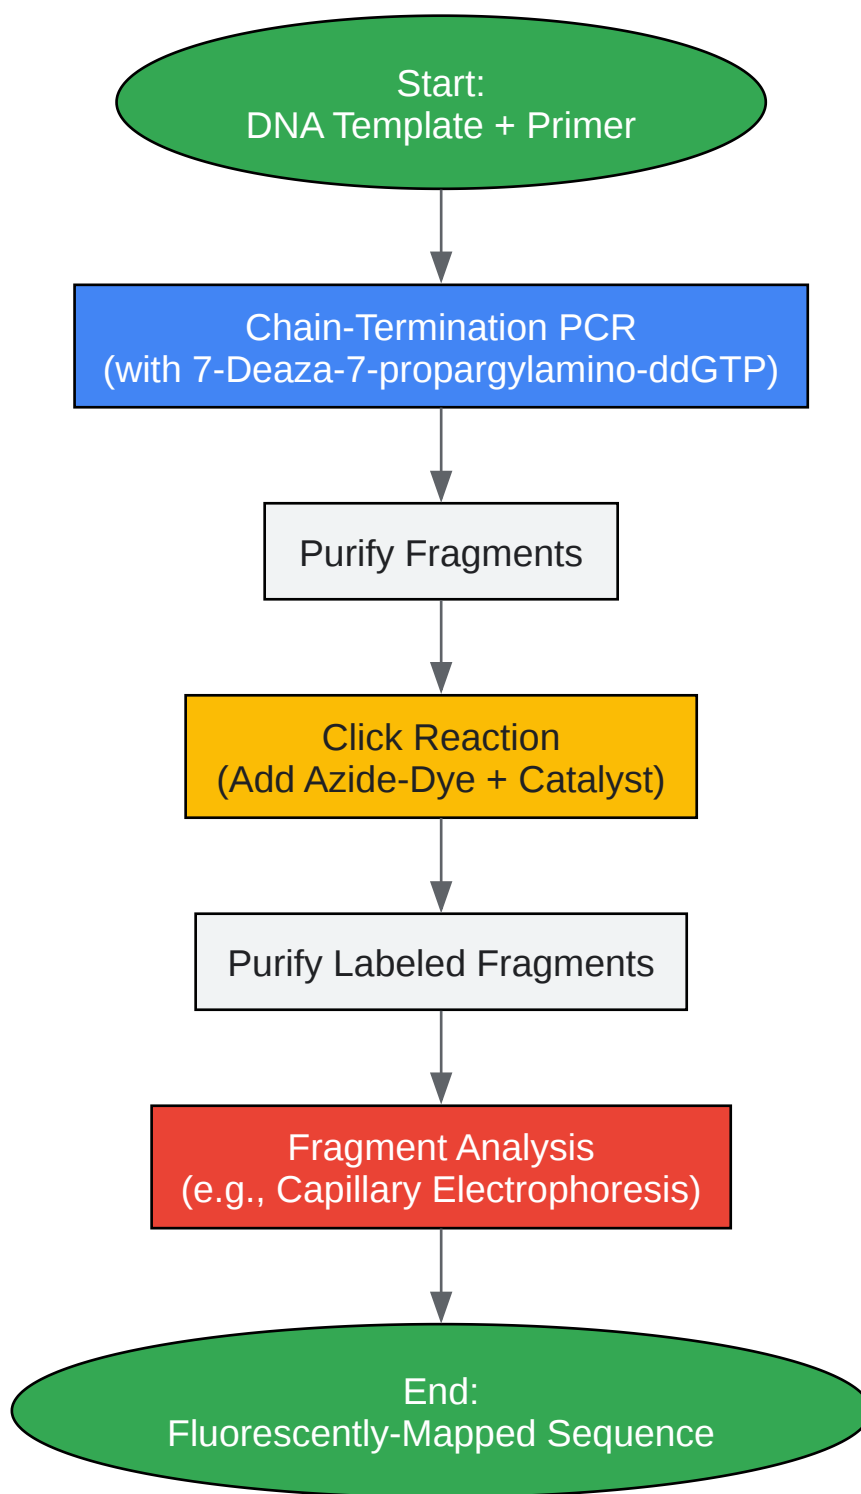 Start:
DNA Template + Primer
Chain-Termination PCR
(with 7-Deaza-7-propargylamino-ddGTP)
Purify Fragments
Click Reaction
(Add Azide-Dye + Catalyst)
Purify Labeled Fragments
Fragment Analysis
(e.g., Capillary Electrophoresis)
End:
Fluorescently-Mapped Sequence